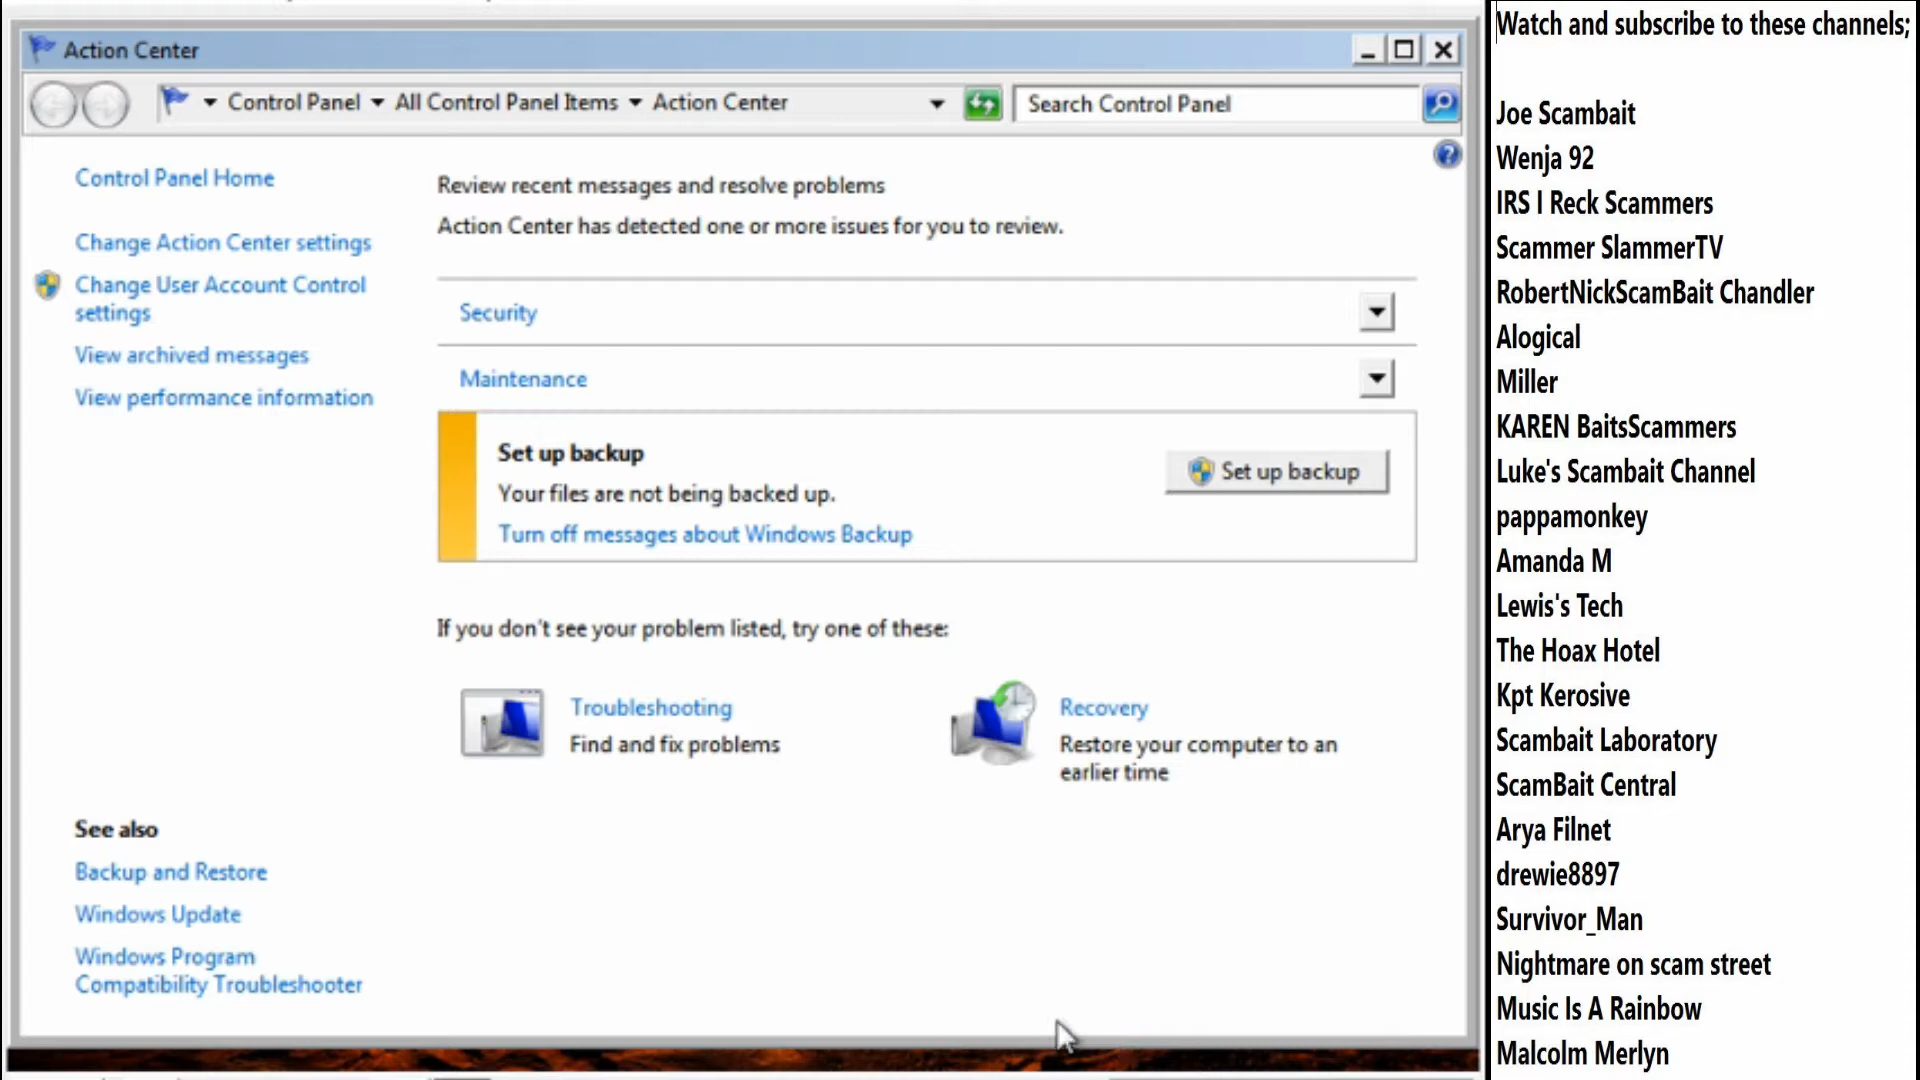 Action Center
Control Panel
All Control Panel Items
Action Center
Search Control Panel
Control Panel Home
Change Action Center settings
Change User Account Control
settings
View archived messages
View performance information
Review recent messages and resolve problems
Action Center has detected one or more issues for you to review.
Security
Maintenance
Set up backup
Your files are not being backed up.
Turn off messages about Windows Backup
Set up backup
If you don't see your problem listed, try one of these:
Troubleshooting
Find and fix problems
Recovery
Restore your computer to an
earlier time
See also
Backup and Restore
Windows Update
Windows Program
Compatibility Troubleshooter
Watch and subscribe to these channels;
Joe Scambait
Wenja 92
IRS I Reck Scammers
Scammer SlammerTV
RobertNickScamBait Chandler
Alogical
Miller
KAREN BaitsScammers
Luke's Scambait Channel
pappamonkey
Amanda M
Lewis's Tech
The Hoax Hotel
Kpt Kerosive
Scambait Laboratory
ScamBait Central
Arya Filnet
drewie8897
Survivor_Man
Nightmare on scam street
Music Is A Rainbow
Malcolm Merlyn